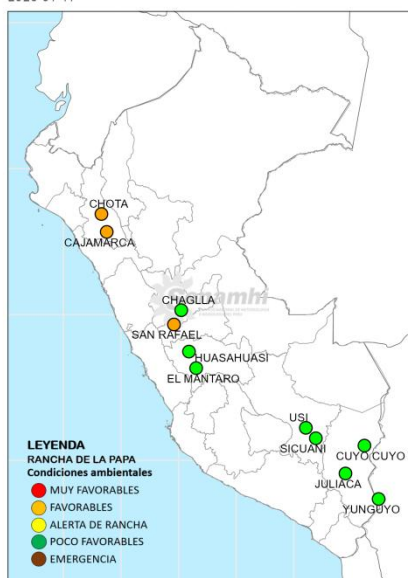 CHOTA
CAJAMARCA
CHAGLLA
Senamhi
SAN RAFAEL
HUASAHUASI
EL MANTARO
USI
SICUANI
CUYO CUYO
JULIACA
YUNGUYO
LEYENDA
RANCHA DE LA PAPA
Condiciones ambientales
MUY FAVORABLES
FAVORABLES
ALERTA DE RANCHA
POCO FAVORABLES
EMERGENCIA